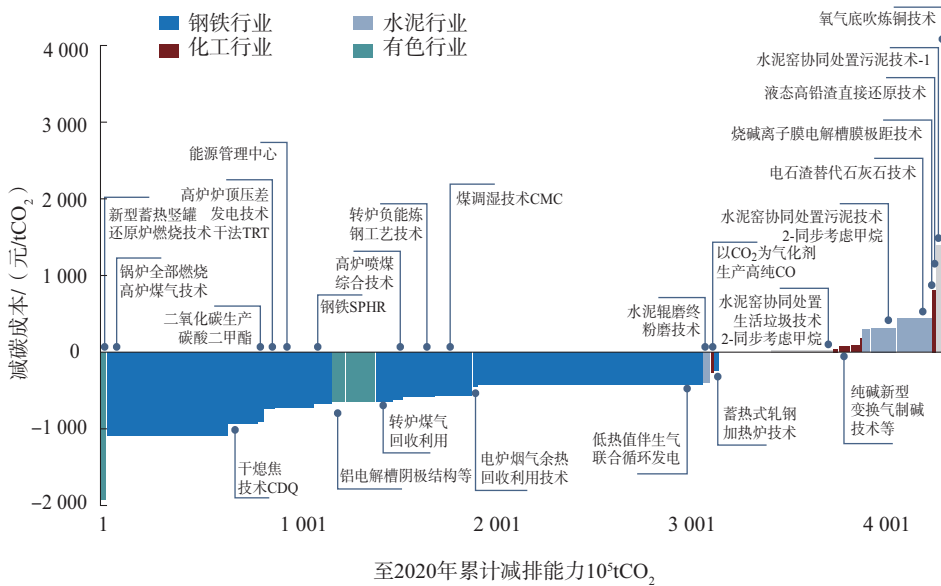 钢铁行业
水泥行业
化工行业
有色行业
氧气底吹炼铜技术
水泥窑协同处置污泥技术-1
液态高铅渣直接还原技术
烧碱离子膜电解槽膜极距技术
电石渣替代石灰石技术
水泥窑协同处置污泥技术
2-同步考虑甲烷
以CO₂为气化剂
生产高纯CO
水泥窑协同处置
生活垃圾技术
2-同步考虑甲烷
水泥辊磨终
粉磨技术
煤调湿技术CMC
转炉负能炼
钢工艺技术
高炉喷煤
综合技术
钢铁SPHR
能源管理中心
高炉炉顶压差
发电技术
干法TRT
新型蓄热竖罐
还原炉燃烧技术
锅炉全部燃烧
高炉煤气技术
二氧化碳生产
碳酸二甲酯
干熄焦
技术CDQ
铝电解槽阴极结构等
转炉煤气
回收利用
电炉烟气余热
回收利用技术
低热值伴生气
联合循环发电
蓄热式轧钢
加热炉技术
纯碱新型
变换气制碱
技术等
4 000
3 000
2 000
1 000
0
−1 000
−2 000
减碳成本/（元/tCO₂）
1
1 001
2 001
3 001
4 001
至2020年累计减排能力10⁵tCO₂